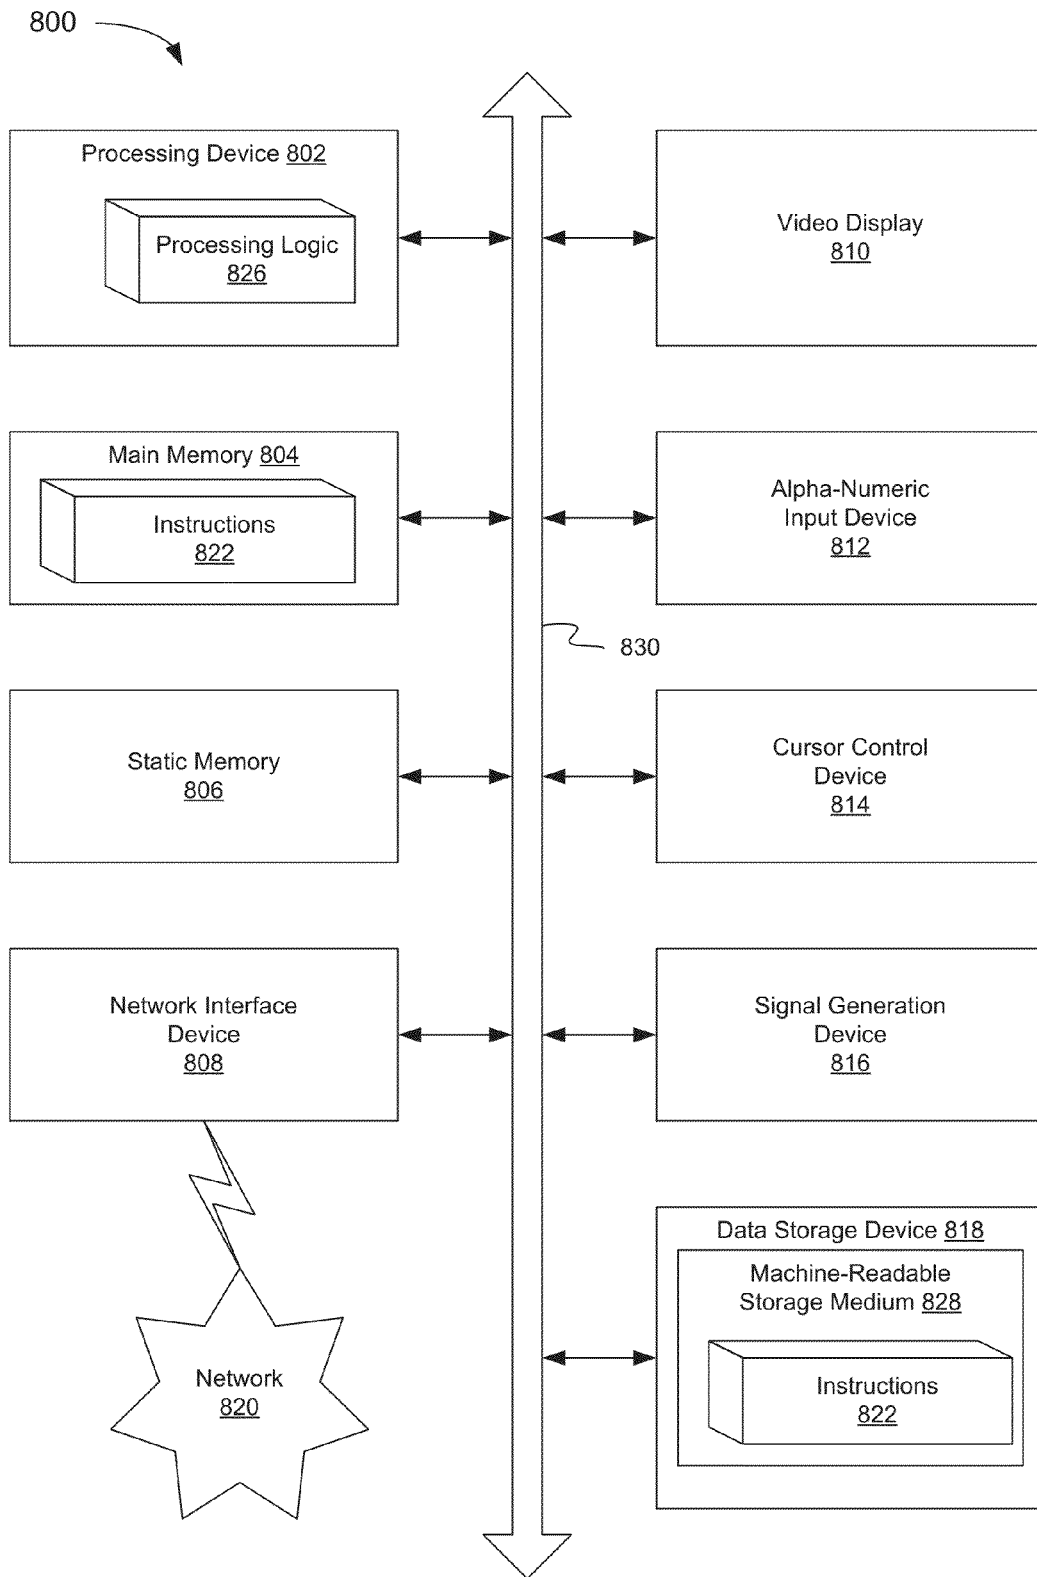 800
Processing Device 802
Processing Logic
826
Video Display
810
Main Memory 804
Instructions
822
Alpha-Numeric
Input Device
812
830
Static Memory
806
Cursor Control
Device
814
Network Interface
Device
808
Signal Generation
Device
816
Data Storage Device 818
Machine-Readable
Storage Medium 828
Instructions
822
Network
820